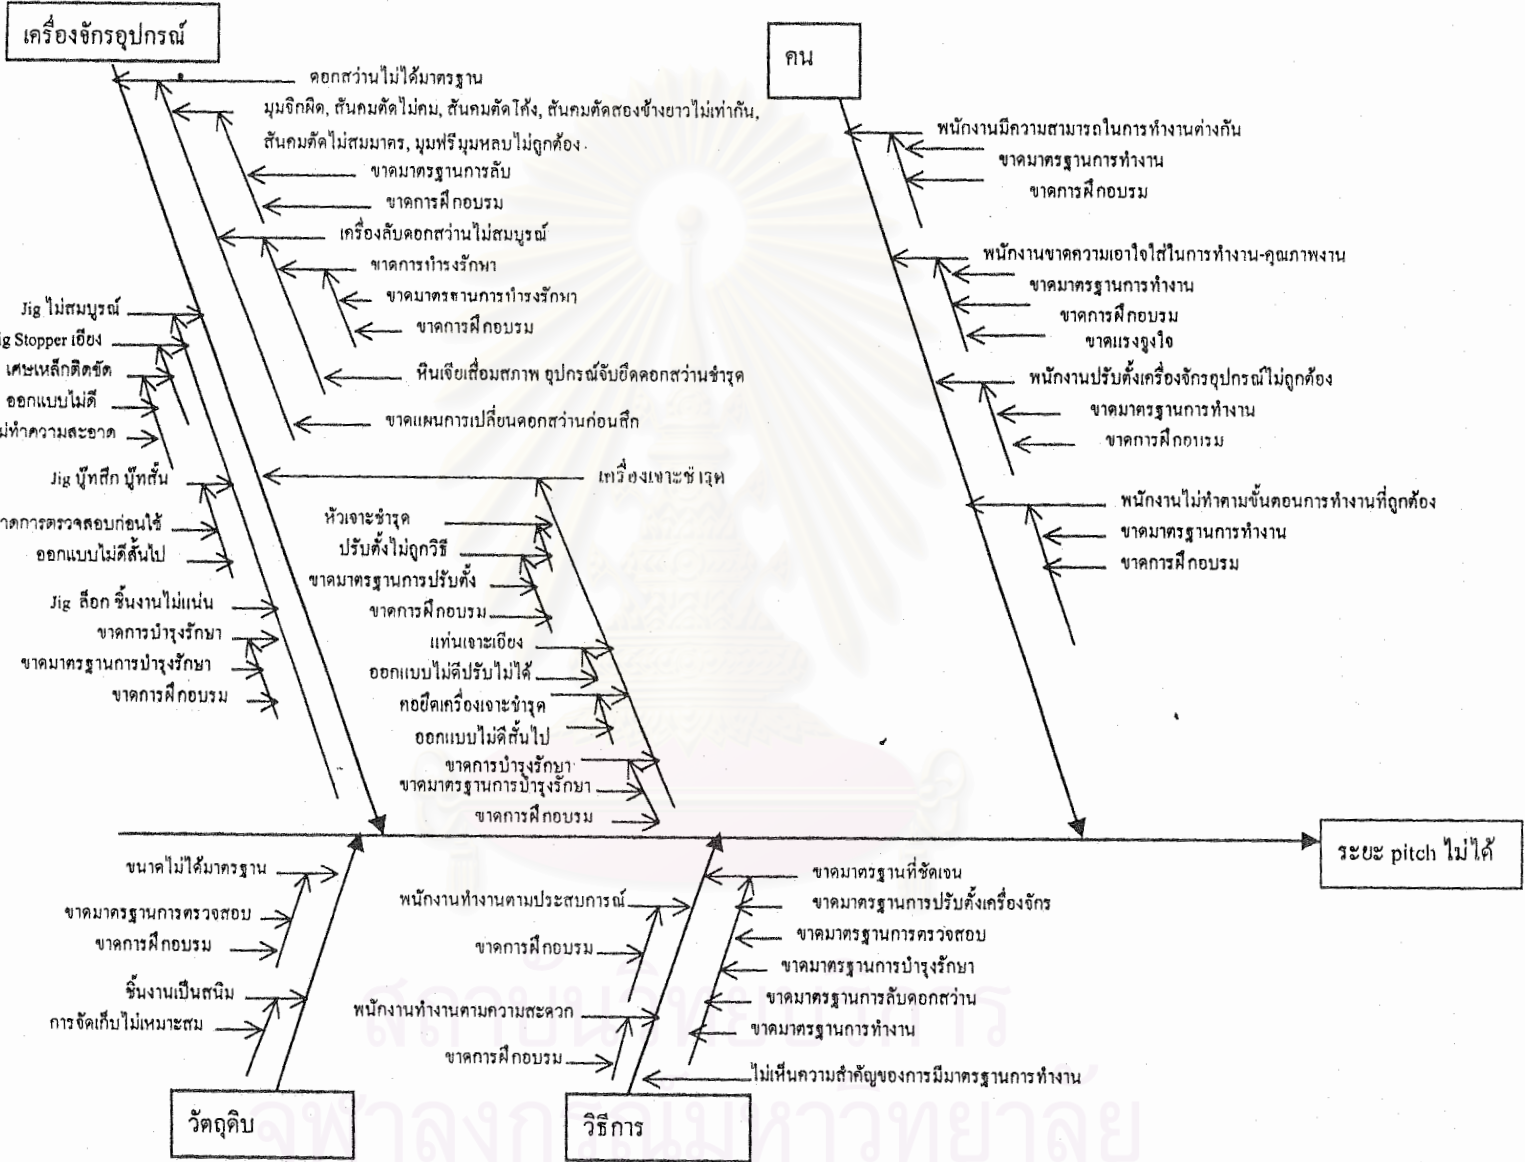 เครื่องจักรอุปกรณ์
ดอกสว่านไม่ได้มาตรฐาน
มุมจิกผิด, สันคมตัดไม่คม, สันคมตัดโค้ง, สันคมตัดสองข้างยาวไม่เท่ากัน,
สันคมตัดไม่สมมาตร, มุมฟรีมุมหลบไม่ถูกต้อง
ขาดมาตรฐานการลับ
ขาดการฝึกอบรม
เครื่องลับดอกสว่านไม่สมบูรณ์
ขาดการบำรงรักษา
ขาดมาตรฐานการบำรงรักษา
ขาดการฝึกอบรม
หินเจียเสื่อมสภาพ อุปกรณ์จับยึดดอกสว่านชำรุด
ขาดแผนการเปลี่ยนดอกสว่านก่อนสึก
Jig ไม่สมบูรณ์
ig Stopper เอียง
เศษเหล็กติดขัด
ออกแบบไม่ดี
ม่ทำความสะอาด
Jig บู๊ทสึก บู๊ทสั้น
าดการตรวจสอบก่อนใช้
ออกแบบไม่ดีสั้นไป
Jig ล็อก ชิ้นงานไม่แน่น
ขาดการบำรุงรักษา
ขาดมาตรฐานการบำรุงรักษา
ขาดการฝึกอบรม
เครื่องเจาะชำรุด
หัวเจาะชำรุด
ปรับตั้งไม่ถูกวิธี
ขาดมาตรฐานการปรับตั้ง
ขาดการฝึกอบรม
แท่นเจาะเอียง
ออกแบบไม่ดีปรับไม่ได้
คอยึดเครื่องเจาะชำรุด
ออกแบบไม่ดีสั้นไป
ขาดการบำรุงรักษา
ขาดมาตรฐานการบำรุงรักษา
ขาดการฝึกอบรม
คน
พนักงานมีความสามารถในการทำงานต่างกัน
ขาดมาตรฐานการทำงาน
ขาดการฝึกอบรม
พนักงานขาดความเอาใจใส่ในการทำงาน-คุณภาพงาน
ขาดมาตรฐานการทำงาน
ขาดการฝึกอบรม
ขาดแรงจูงใจ
พนักงานปรับตั้งเครื่องจักรอุปกรณ์ไม่ถูกต้อง
ขาดมาตรฐานการทำงาน
ขาดการฝึกอบรม
พนักงานไม่ทำตามขั้นตอนการทำงานที่ถูกต้อง
ขาดมาตรฐานการทำงาน
ขาดการฝึกอบรม
ระยะ pitch ไม่ได้
ขนาดไม่ได้มาตรฐาน
ขาดมาตรฐานการตรวจสอบ
ขาดการฝึกอบรม
ชิ้นงานเป็นสนิม
การจัดเก็บไม่เหมาะสม
วัตถุดิบ
พนักงานทำงานตามประสบการณ์
ขาดการฝึกอบรม
พนักงานทำงานตามความสะดวก
ขาดการฝึกอบรม
ขาดมาตรฐานที่ชัดเจน
ขาดมาตรฐานการปรับตั้งเครื่องจักร
ขาดมาตรฐานการตรวจสอบ
ขาดมาตรฐานการบำรุงรักษา
ขาดมาตรฐานการลับดอกสว่าน
ขาดมาตรฐานการทำงาน
ไม่เห็นความสำคัญของการมีมาตรฐานการทำงาน
วิธีการ
สถาบันวิทยบริการ
จุฬาลงกรณ์มหาวิทยาลัย